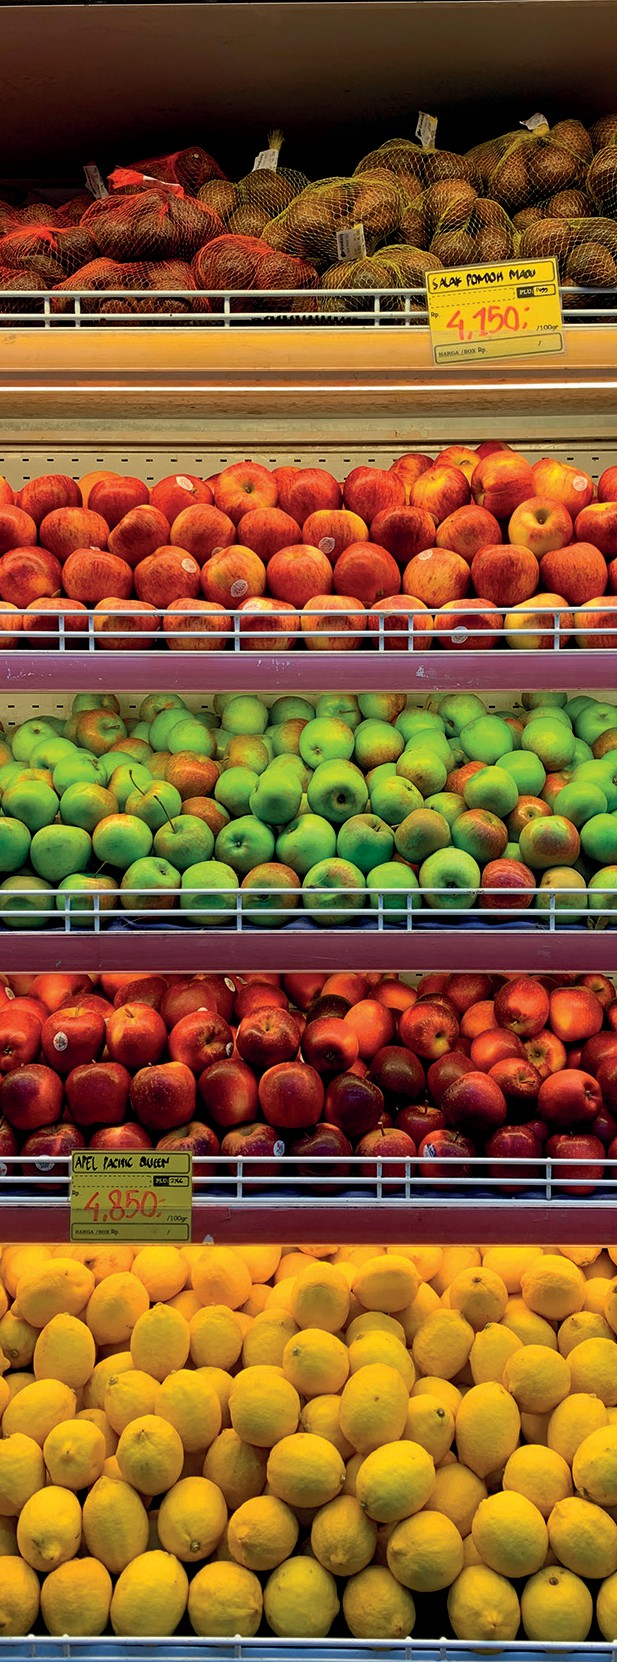 SALAK PONDOH MADU
PLU
Rp.
4,150,-
/100gr
HARGA /BOX Rp. /
APEL PACIFIC QUEEN
PLU
Rp.
4,850,-
/100gr
HARGA /BOX Rp. /